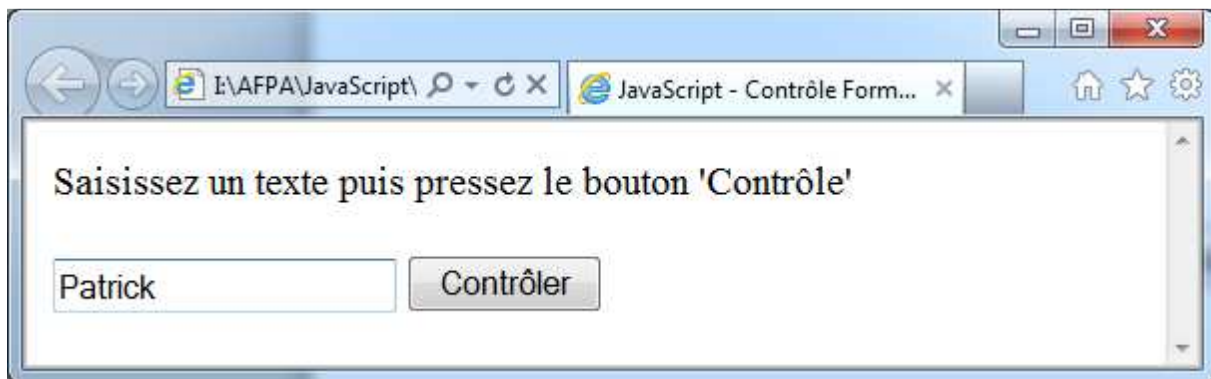 I:\AFPA\JavaScript\
JavaScript - Contrôle Form...
Saisissez un texte puis pressez le bouton 'Contrôle'
Patrick
Contrôler